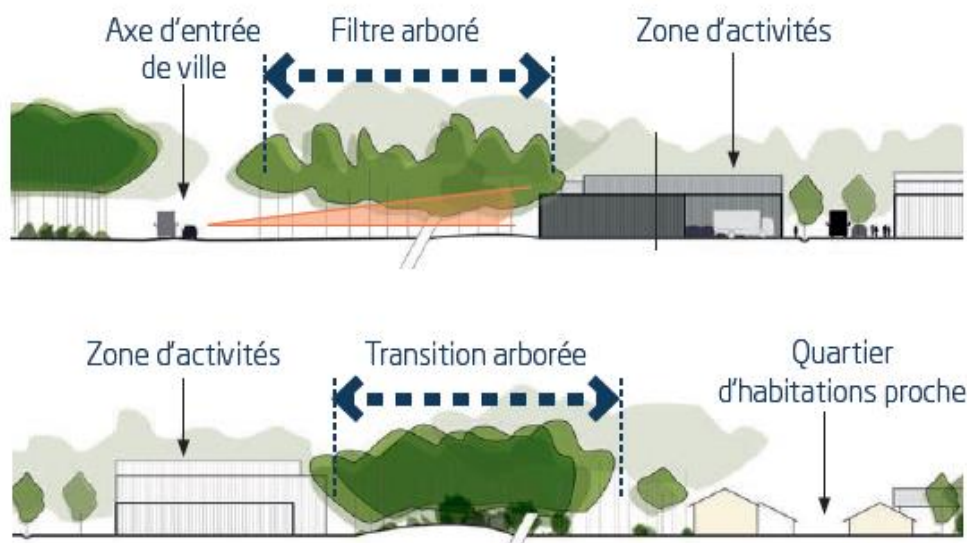 Axe d'entrée
de ville
Filtre arboré
Zone d'activités
Zone d'activités
Transition arborée
Quartier
d'habitations proche